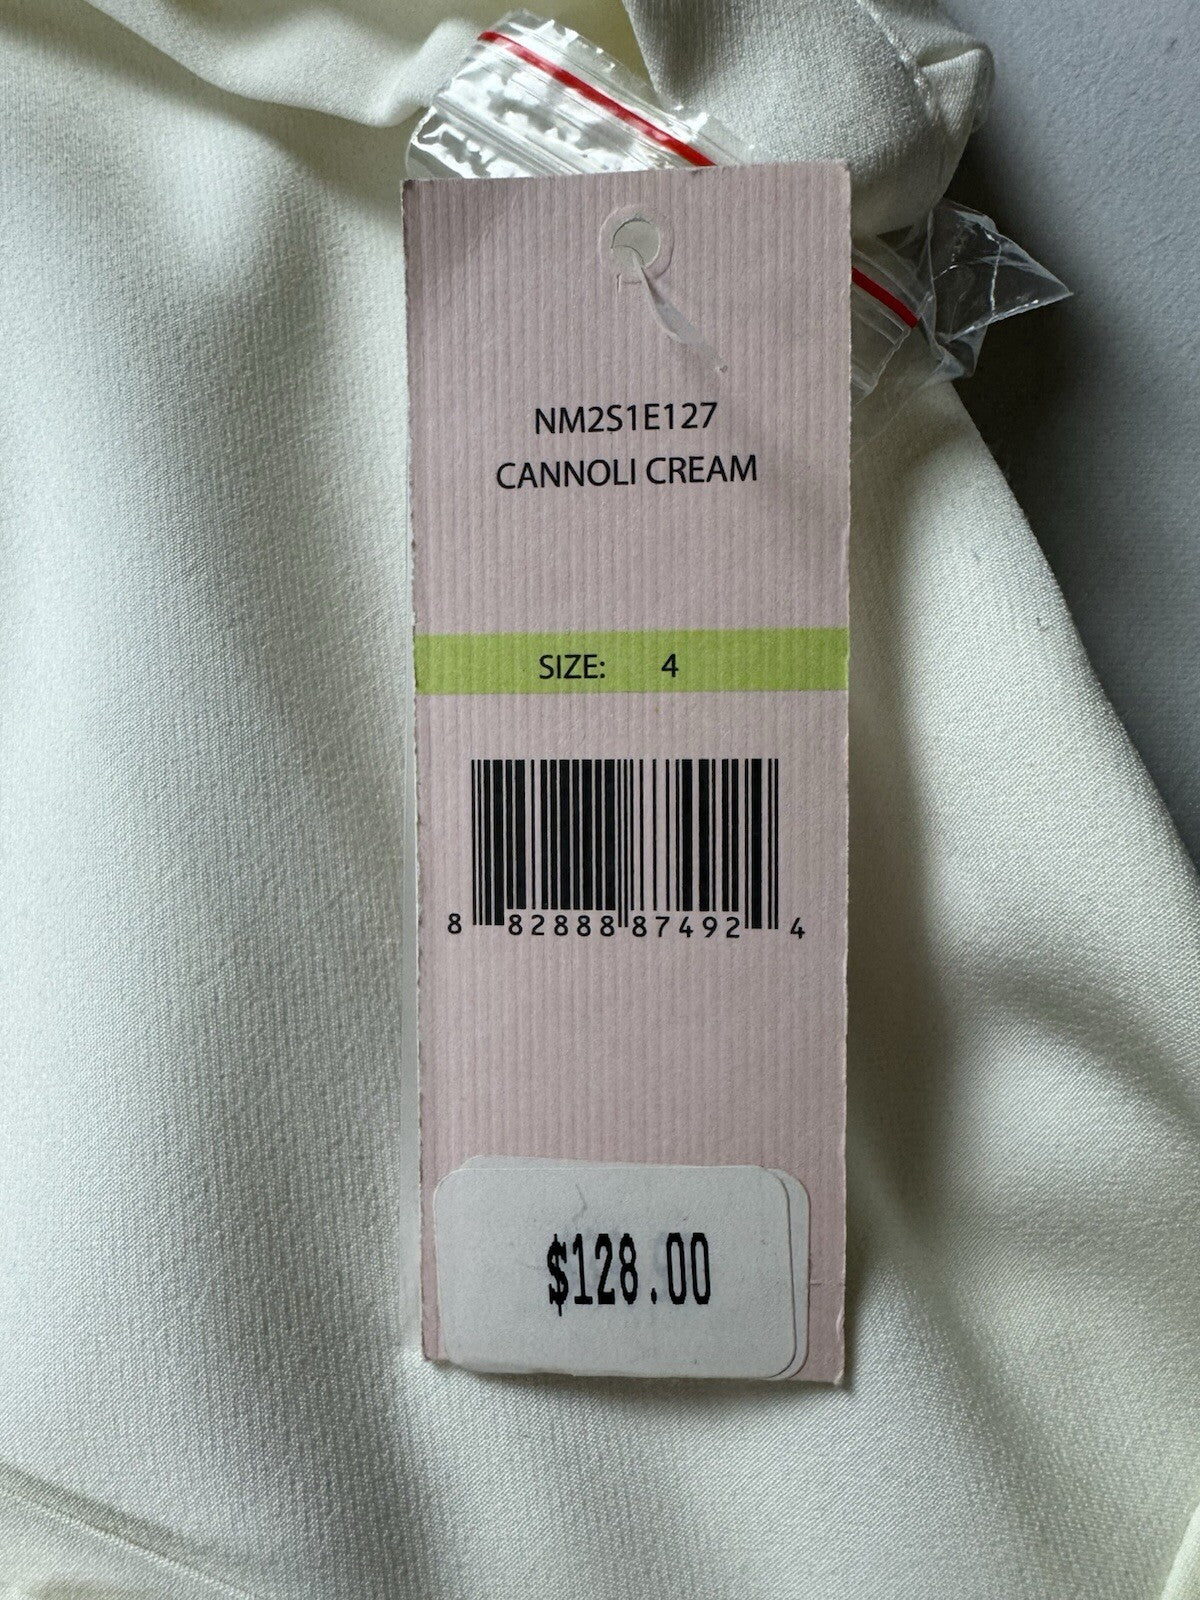 NM2S1E127
CANNOLI CREAM
SIZE: 4
8 82888 87492 4
$128.00